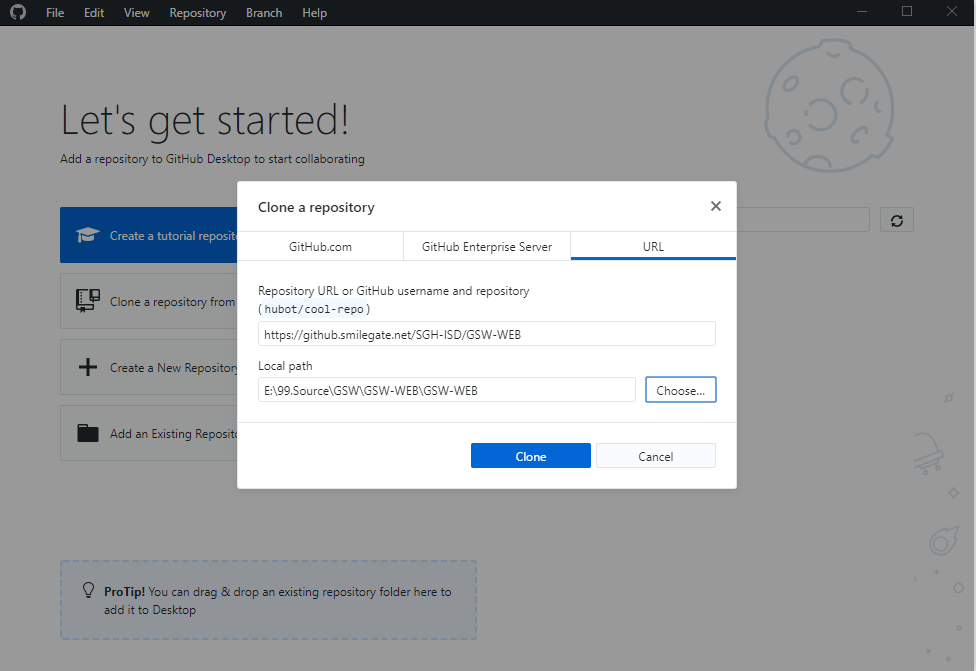 File Edit View Repository Branch Help
Let's get started!
Add a repository to GitHub Desktop to start collaborating
Create a tutorial reposito
Clone a repository from
Create a New Repository
Add an Existing Reposito
Clone a repository
GitHub.com GitHub Enterprise Server URL
Repository URL or GitHub username and repository
(hubot/cool-repo)
https://github.smilegate.net/SGH-ISD/GSW-WEB
Local path
E:\99.Source\GSW\GSW-WEB\GSW-WEB Choose...
Clone Cancel
ProTip! You can drag & drop an existing repository folder here to
add it to Desktop